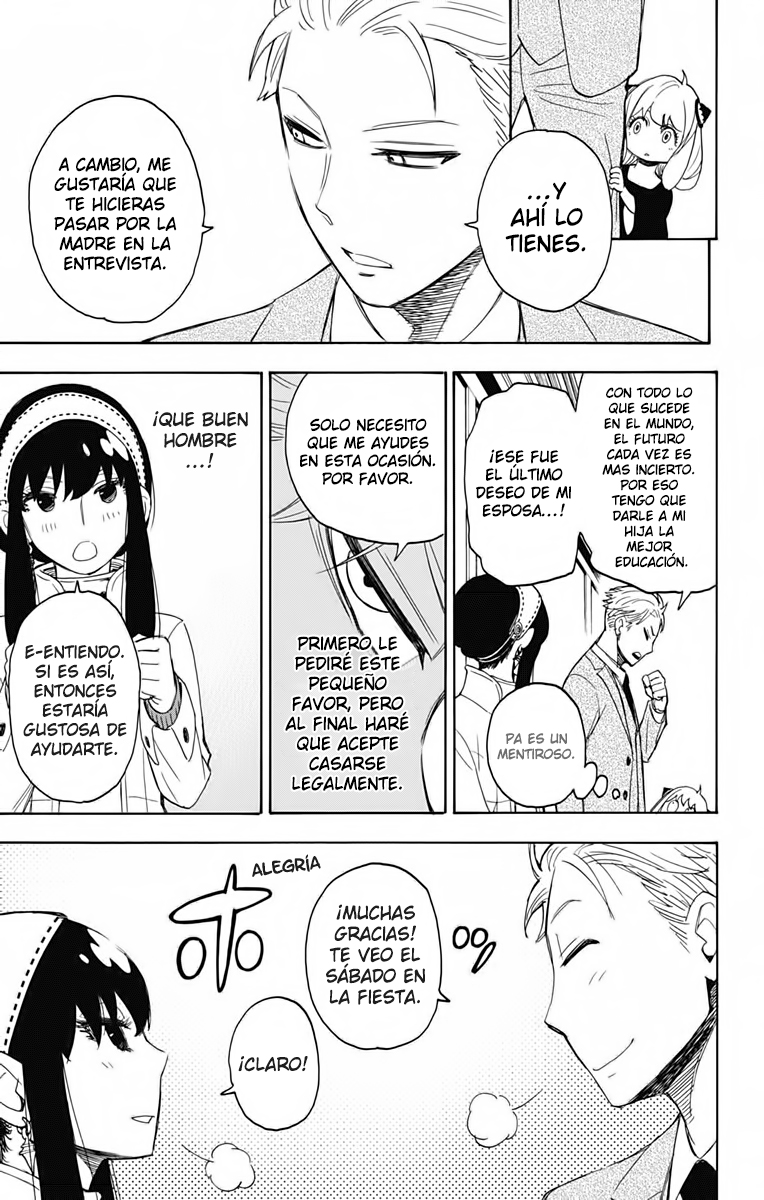 ...Y
AHÍ LO
TIENES.
A CAMBIO, ME
GUSTARÍA QUE
TE HICIERAS
PASAR POR LA
MADRE EN LA
ENTREVISTA.
CON TODO LO
QUE SUCEDE
EN EL MUNDO,
EL FUTURO
CADA VEZ ES
MAS INCIERTO.
POR ESO
TENGO QUE
DARLE A MI
HIJA LA
MEJOR
EDUCACIÓN.
¡ESE FUE
EL ÚLTIMO
DESEO DE MI
ESPOSA...!
PA ES UN
MENTIROSO.
SOLO NECESITO
QUE ME AYUDES
EN ESTA OCASIÓN.
POR FAVOR.
PRIMERO LE
PEDIRÉ ESTE
PEQUEÑO
FAVOR, PERO
AL FINAL HARÉ
QUE ACEPTE
CASARSE
LEGALMENTE.
¡QUE BUEN
HOMBRE
...!
E-ENTIENDO.
SI ES ASÍ,
ENTONCES
ESTARÍA
GUSTOSA DE
AYUDARTE.
¡MUCHAS
GRACIAS!
TE VEO EL
SÁBADO EN
LA FIESTA.
ALEGRÍA
¡CLARO!